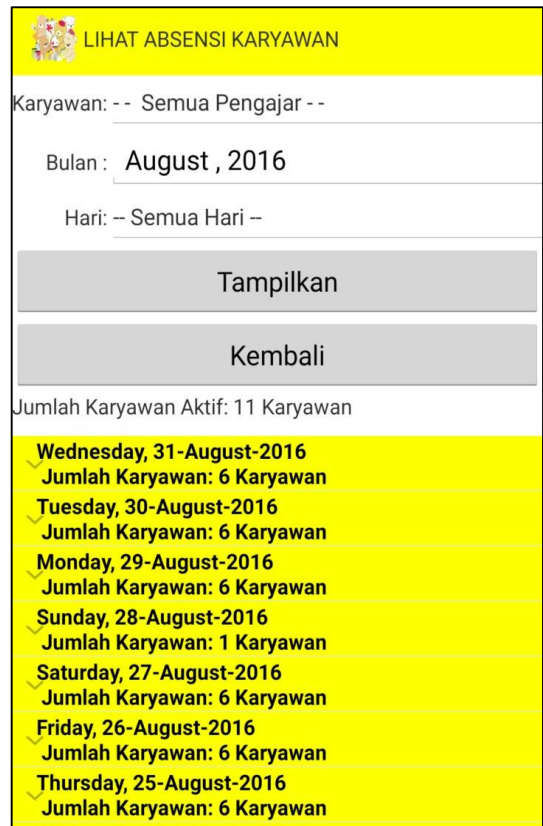 LIHAT ABSENSI KARYAWAN
Karyawan: - - Semua Pengajar - -
Bulan : August , 2016
Hari: -- Semua Hari --
Tampilkan
Kembali
Jumlah Karyawan Aktif: 11 Karyawan
Wednesday, 31-August-2016
Jumlah Karyawan: 6 Karyawan
Tuesday, 30-August-2016
Jumlah Karyawan: 6 Karyawan
Monday, 29-August-2016
Jumlah Karyawan: 6 Karyawan
Sunday, 28-August-2016
Jumlah Karyawan: 1 Karyawan
Saturday, 27-August-2016
Jumlah Karyawan: 6 Karyawan
Friday, 26-August-2016
Jumlah Karyawan: 6 Karyawan
Thursday, 25-August-2016
Jumlah Karyawan: 6 Karyawan